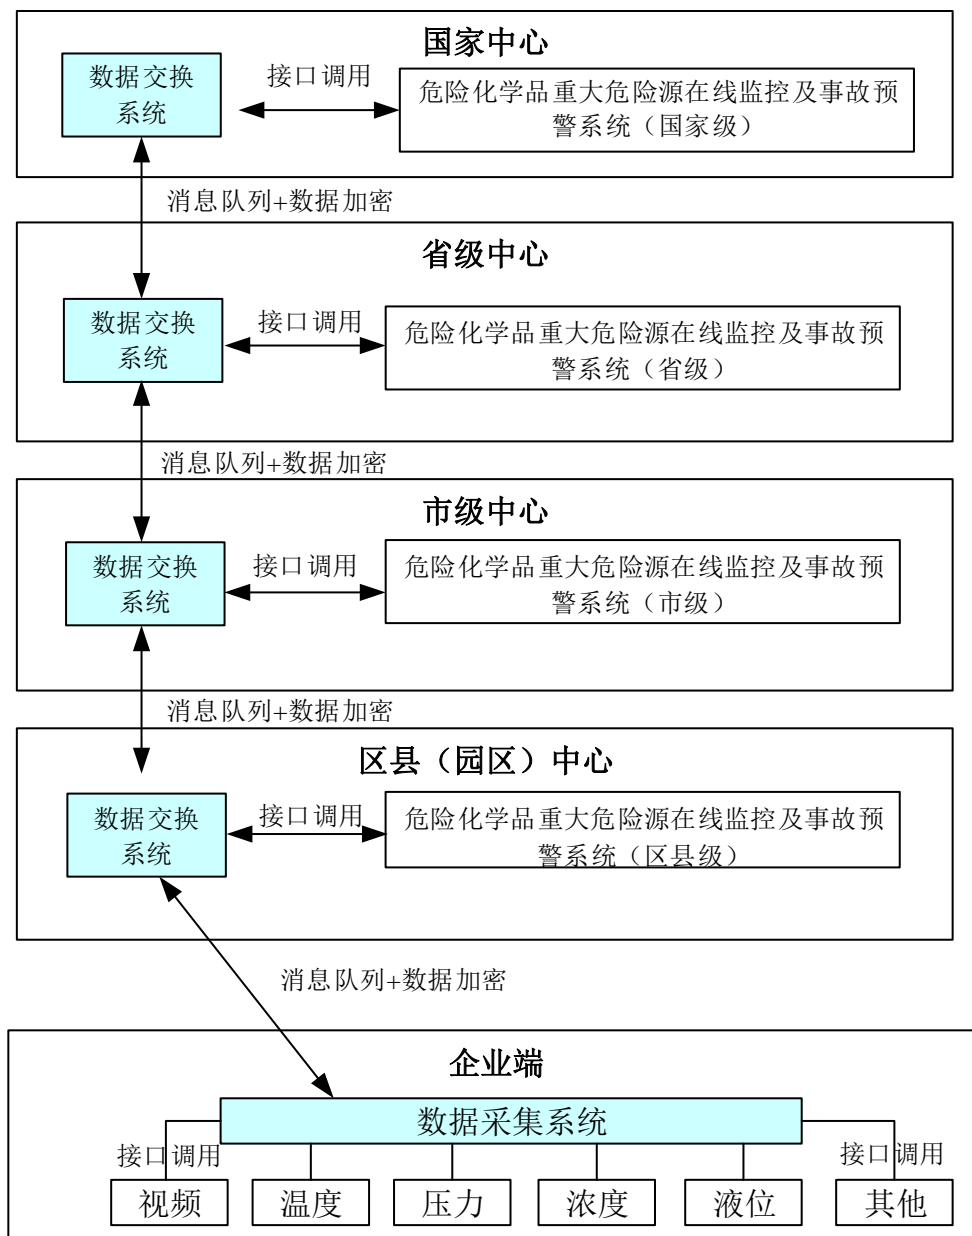 国家中心
数据交换
系统
接口调用
危险化学品重大危险源在线监控及事故预
警系统（国家级）
消息队列+数据加密
省级中心
数据交换
系统
接口调用
危险化学品重大危险源在线监控及事故预
警系统（省级）
消息队列+数据加密
市级中心
数据交换
系统
接口调用
危险化学品重大危险源在线监控及事故预
警系统（市级）
消息队列+数据加密
区县（园区）中心
数据交换
系统
接口调用
危险化学品重大危险源在线监控及事故预
警系统（区县级）
消息队列+数据加密
企业端
数据采集系统
接口调用
接口调用
视频
温度
压力
浓度
液位
其他